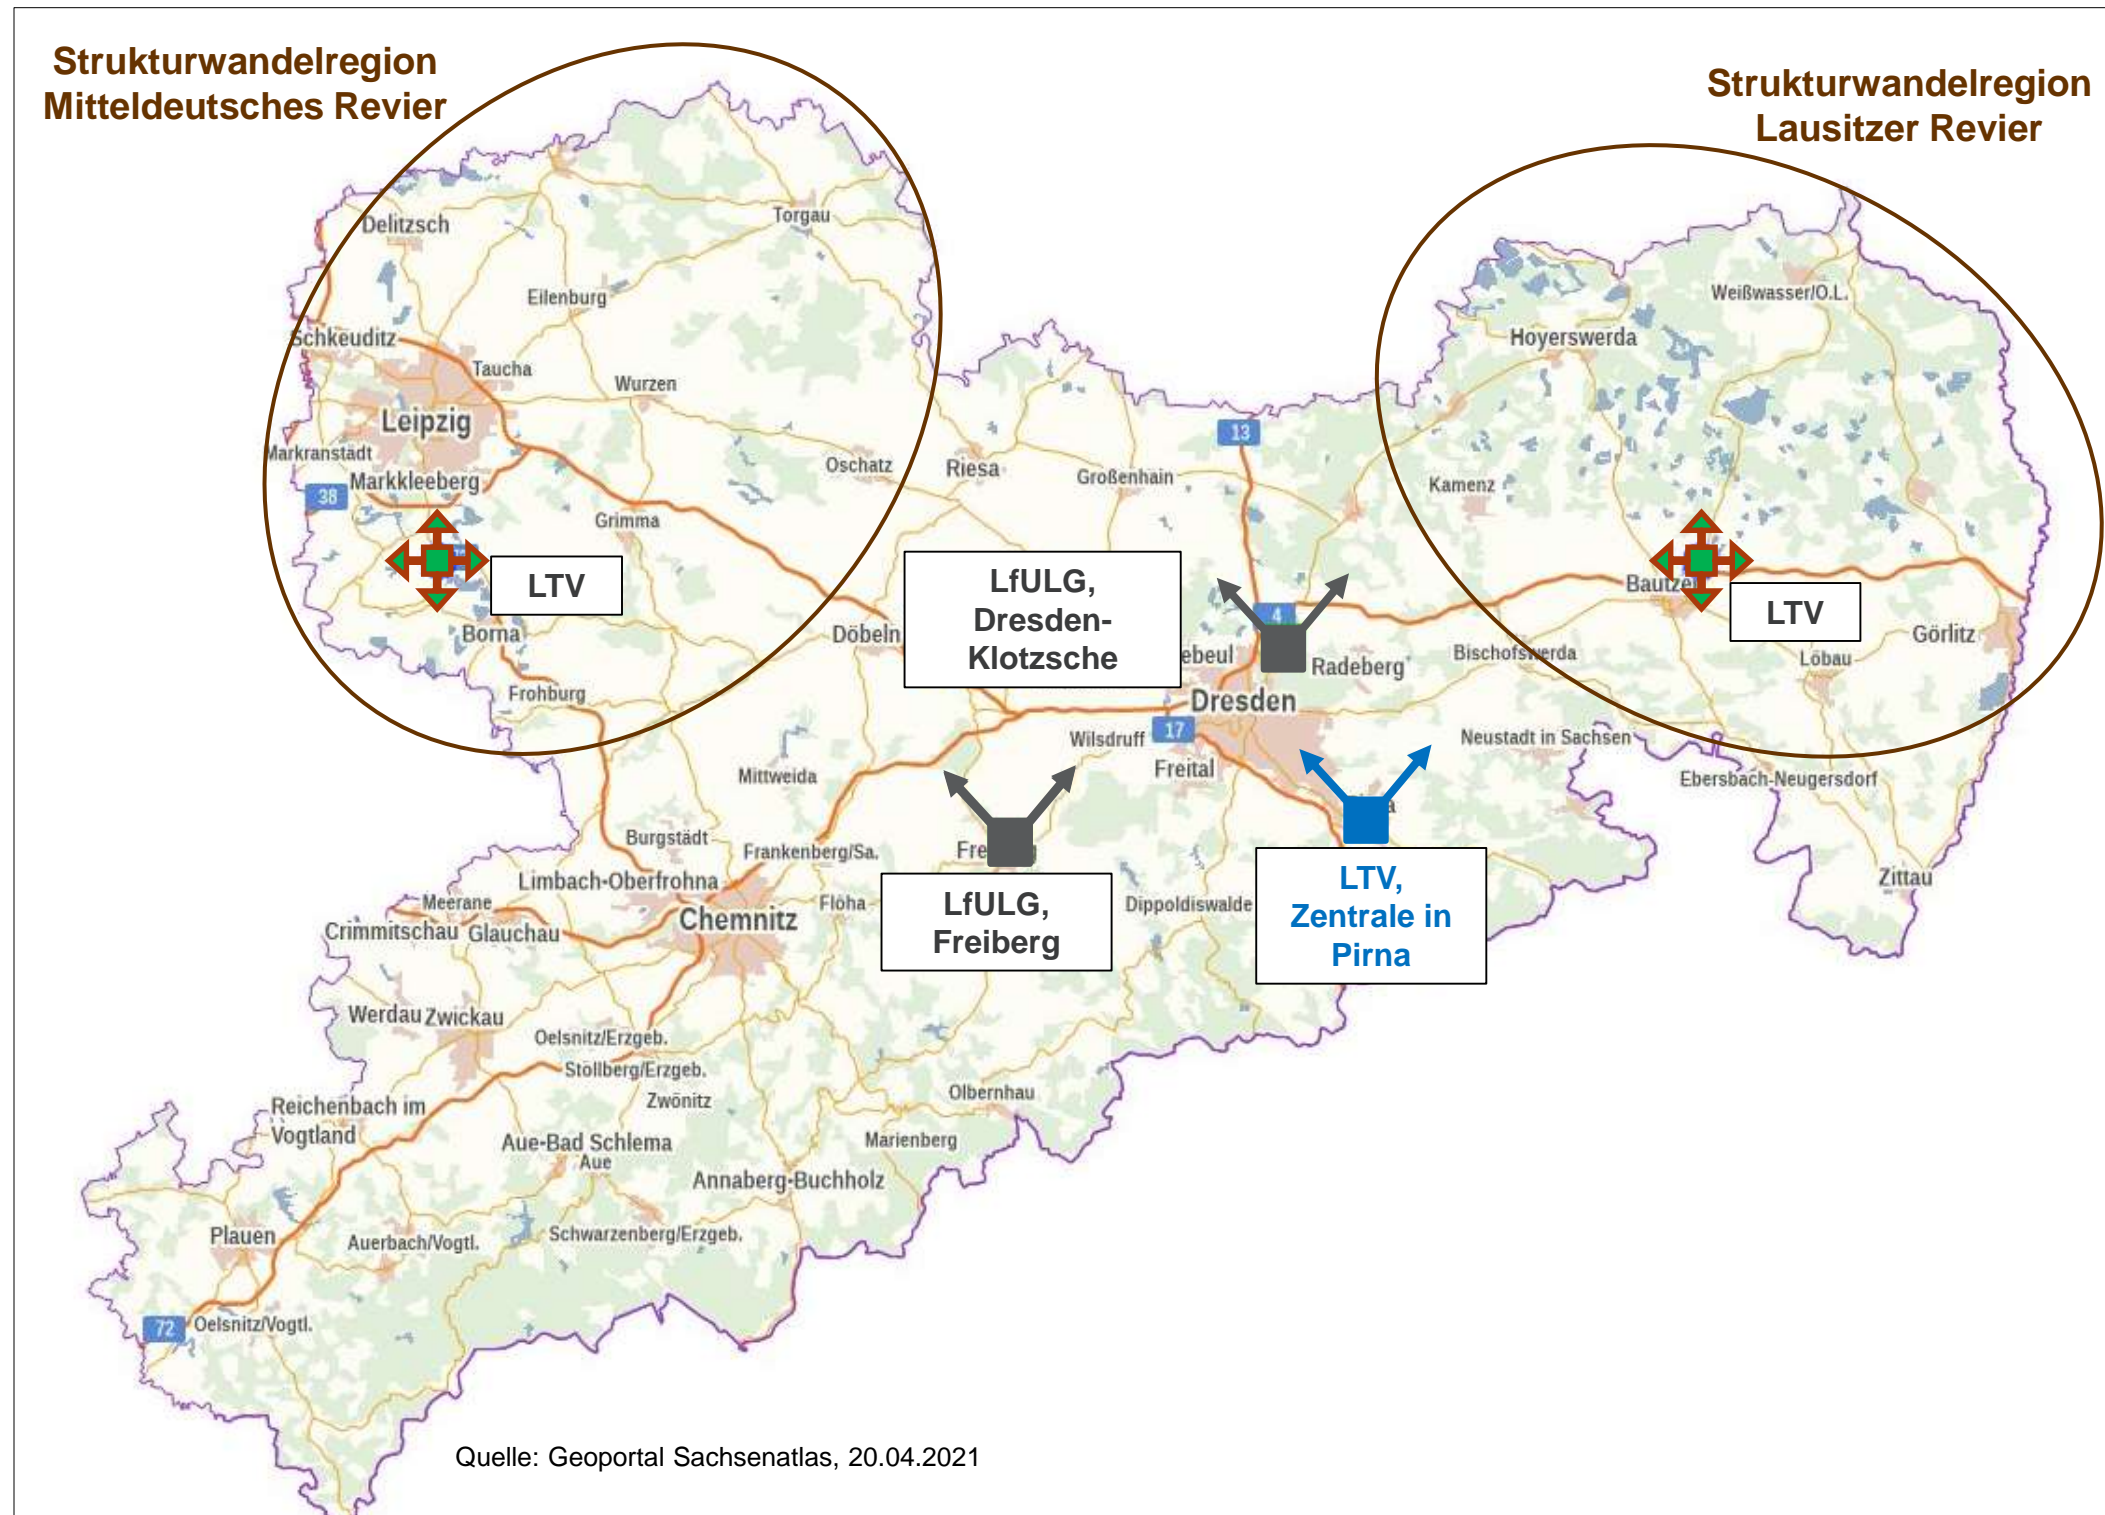 Strukturwandelregion
Mitteldeutsches Revier
Strukturwandelregion
Lausitzer Revier
Torgau
Delitzsch
Eilenburg
Weißwasser/O.L.
Schkeuditz
Hoyerswerda
Taucha
Wurzen
Leipzig
13
Markranstädt
Oschatz
Riesa
Großenhain
Markkleeberg
Kamenz
38
Grimma
LTV
LfULG,
Dresden-
Klotzsche
4
Bautzen
LTV
Borna
Döbeln
ebeul
Radeberg
Bischofswerda
Löbau
Görlitz
Frohburg
Dresden
17
Wilsdruff
Neustadt in Sachsen
Mittweida
Freital
Ebersbach-Neugersdorf
Burgstädt
Frankenberg/Sa.
Fre
Limbach-Oberfrohna
Zittau
Meerane
Flöha
LfULG,
Freiberg
Dippoldiswalde
LTV,
Zentrale in
Pirna
Crimmitschau
Glauchau
Chemnitz
Werdau
Zwickau
Oelsnitz/Erzgeb.
Stollberg/Erzgeb.
Zwönitz
Olbernhau
Reichenbach im
Vogtland
Aue-Bad Schlema
Aue
Marienberg
Annaberg-Buchholz
Plauen
Auerbach/Vogtl.
Schwarzenberg/Erzgeb.
72
Oelsnitz/Vogtl.
Quelle: Geoportal Sachsenatlas, 20.04.2021